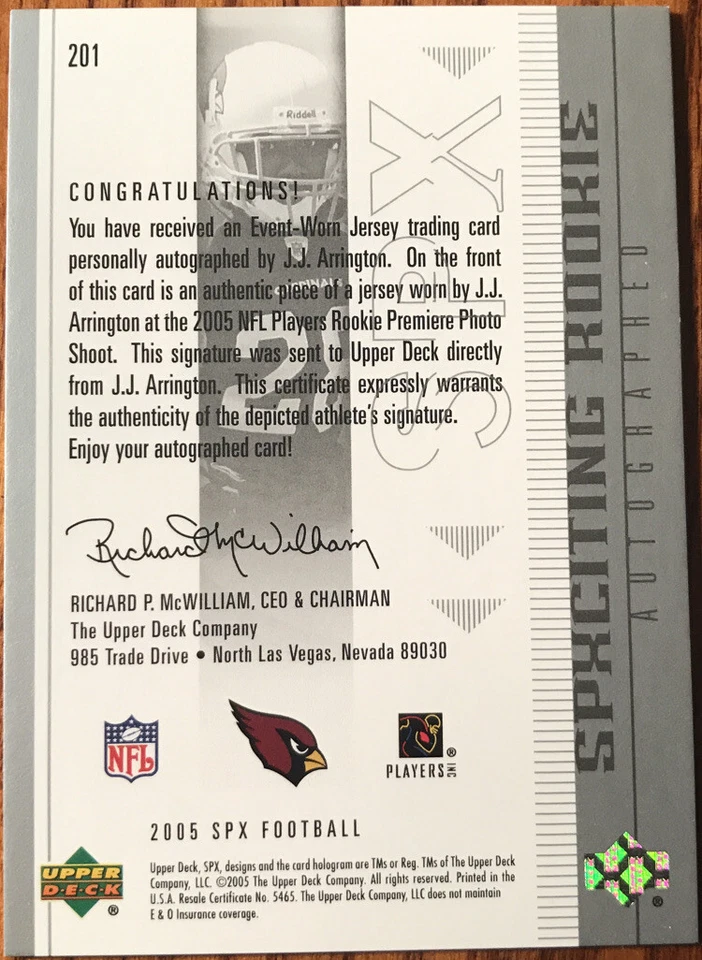 201
Riddell
CONGRATULATIONS!
You have received an Event-Worn Jersey trading card
personally autographed by J.J. Arrington. On the front
of this card is an authentic piece of a jersey worn by J.J.
Arrington at the 2005 NFL Players Rookie Premiere Photo
Shoot. This signature was sent to Upper Deck directly
from J.J. Arrington. This certificate expressly warrants
the authenticity of the depicted athlete's signature.
Enjoy your autographed card!
CARDINALS
SPX
SPXCITING ROOKIE
AUTOGRAPHED
Richard McWilliam
RICHARD P. McWILLIAM, CEO & CHAIRMAN
The Upper Deck Company
985 Trade Drive • North Las Vegas, Nevada 89030
NFL
PLAYERS INC ®
2005 SPX FOOTBALL
UPPER
D·E·C·K
®
Upper Deck, SPX, designs and the card hologram are TMs or Reg. TMs of The Upper Deck
Company, LLC. ©2005 The Upper Deck Company. All rights reserved. Printed in the
U.S.A. Resale Certificate No. 5465. The Upper Deck Company, LLC does not maintain
E & O Insurance coverage.
®